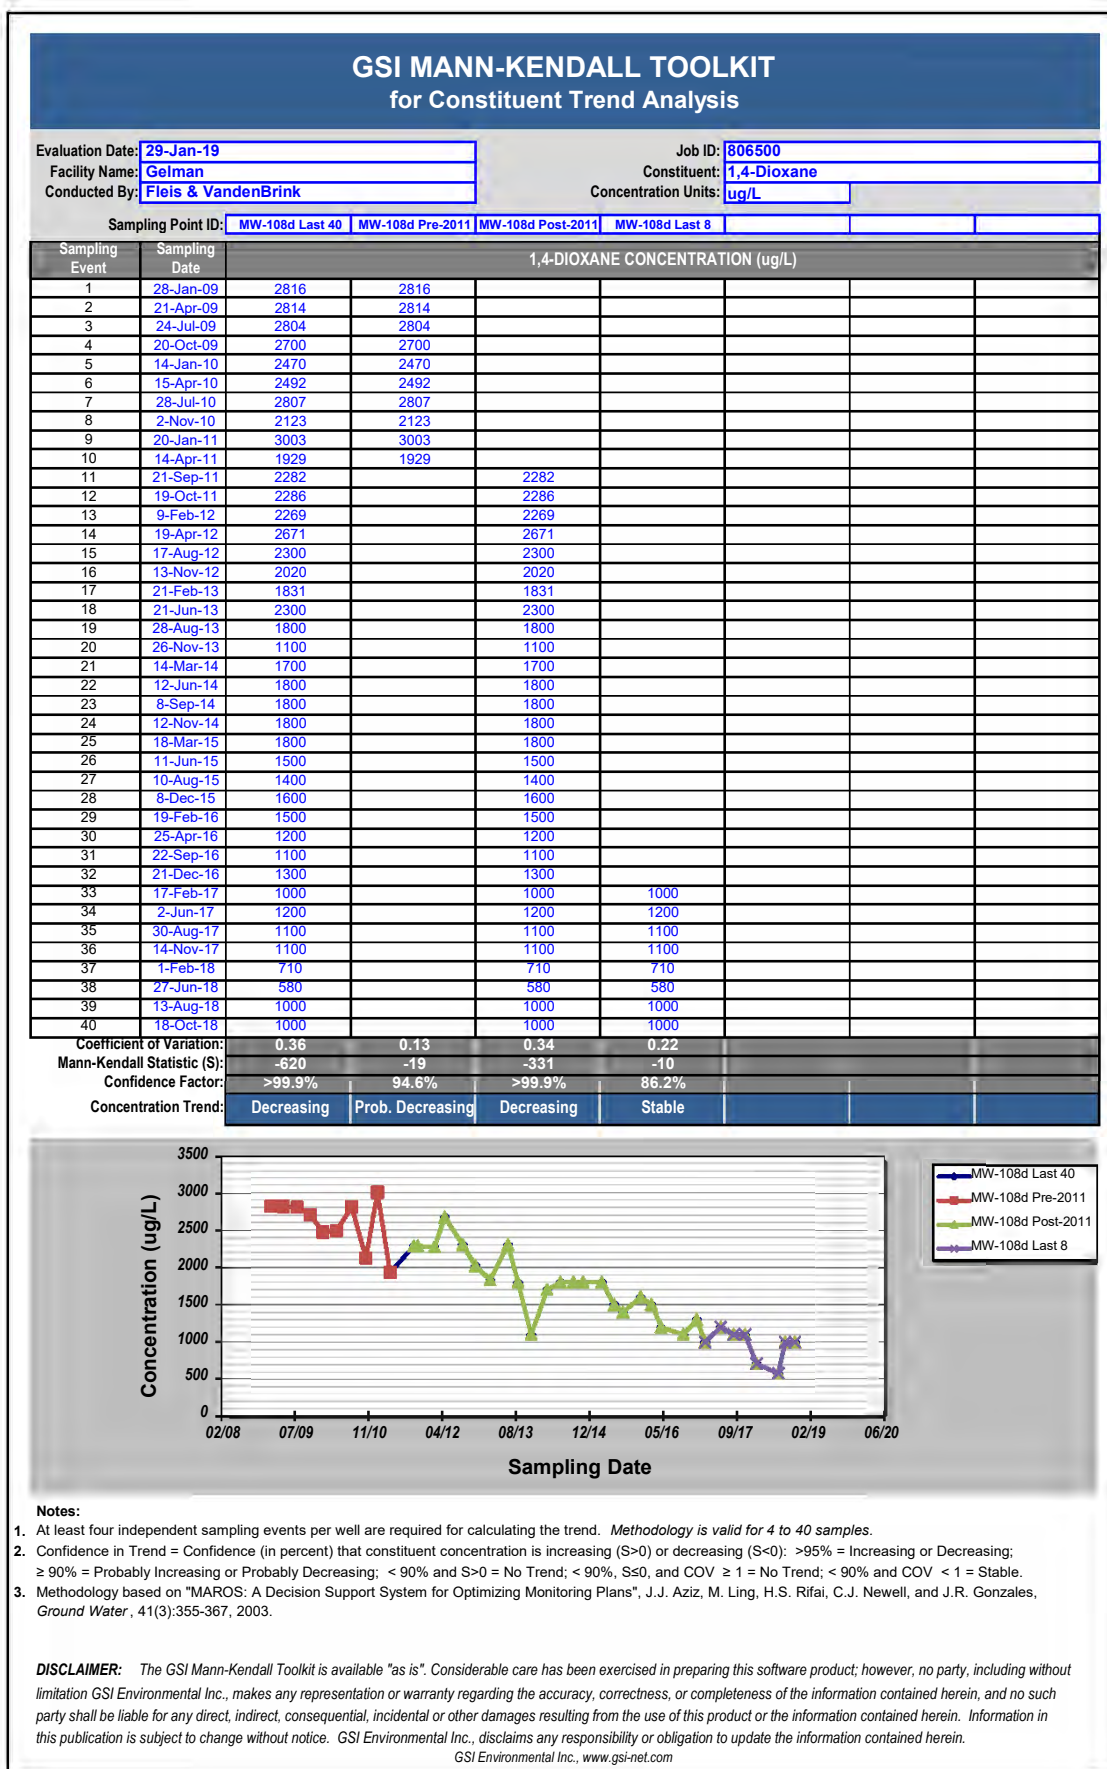 GSI MANN-KENDALL TOOLKIT
for Constituent Trend Analysis
Evaluation Date: 29-Jan-19 Job ID: 806500
Facility Name: Gelman Constituent: 1,4-Dioxane
Conducted By: Fleis & VandenBrink Concentration Units: ug/L
Sampling Point ID: MW-108d Last 40 MW-108d Pre-2011 MW-108d Post-2011 MW-108d Last 8
Sampling Event Sampling Date 1,4-DIOXANE CONCENTRATION (ug/L)
1 28-Jan-09 2816 2816
2 21-Apr-09 2814 2814
3 24-Jul-09 2804 2804
4 20-Oct-09 2700 2700
5 14-Jan-10 2470 2470
6 15-Apr-10 2492 2492
7 28-Jul-10 2807 2807
8 2-Nov-10 2123 2123
9 20-Jan-11 3003 3003
10 14-Apr-11 1929 1929
11 21-Sep-11 2282 2282
12 19-Oct-11 2286 2286
13 9-Feb-12 2269 2269
14 19-Apr-12 2671 2671
15 17-Aug-12 2300 2300
16 13-Nov-12 2020 2020
17 21-Feb-13 1831 1831
18 21-Jun-13 2300 2300
19 28-Aug-13 1800 1800
20 26-Nov-13 1100 1100
21 14-Mar-14 1700 1700
22 12-Jun-14 1800 1800
23 8-Sep-14 1800 1800
24 12-Nov-14 1800 1800
25 18-Mar-15 1800 1800
26 11-Jun-15 1500 1500
27 10-Aug-15 1400 1400
28 8-Dec-15 1600 1600
29 19-Feb-16 1500 1500
30 25-Apr-16 1200 1200
31 22-Sep-16 1100 1100
32 21-Dec-16 1300 1300
33 17-Feb-17 1000 1000 1000
34 2-Jun-17 1200 1200 1200
35 30-Aug-17 1100 1100 1100
36 14-Nov-17 1100 1100 1100
37 1-Feb-18 710 710 710
38 27-Jun-18 580 580 580
39 13-Aug-18 1000 1000 1000
40 18-Oct-18 1000 1000 1000
Coefficient of Variation: 0.36 0.13 0.34 0.22
Mann-Kendall Statistic (S): -620 -19 -331 -10
Confidence Factor: >99.9% 94.6% >99.9% 86.2%
Concentration Trend: Decreasing Prob. Decreasing Decreasing Stable
Concentration (ug/L)
3500
3000
2500
2000
1500
1000
500
0
02/08 07/09 11/10 04/12 08/13 12/14 05/16 09/17 02/19 06/20
Sampling Date
MW-108d Last 40
MW-108d Pre-2011
MW-108d Post-2011
MW-108d Last 8
Notes:
1. At least four independent sampling events per well are required for calculating the trend. Methodology is valid for 4 to 40 samples.
2. Confidence in Trend = Confidence (in percent) that constituent concentration is increasing (S>0) or decreasing (S<0): >95% = Increasing or Decreasing;
≥ 90% = Probably Increasing or Probably Decreasing; < 90% and S>0 = No Trend; < 90%, S≤0, and COV ≥ 1 = No Trend; < 90% and COV < 1 = Stable.
3. Methodology based on "MAROS: A Decision Support System for Optimizing Monitoring Plans", J.J. Aziz, M. Ling, H.S. Rifai, C.J. Newell, and J.R. Gonzales,
Ground Water, 41(3):355-367, 2003.
DISCLAIMER: The GSI Mann-Kendall Toolkit is available "as is". Considerable care has been exercised in preparing this software product; however, no party, including without
limitation GSI Environmental Inc., makes any representation or warranty regarding the accuracy, correctness, or completeness of the information contained herein, and no such
party shall be liable for any direct, indirect, consequential, incidental or other damages resulting from the use of this product or the information contained herein. Information in
this publication is subject to change without notice. GSI Environmental Inc., disclaims any responsibility or obligation to update the information contained herein.
GSI Environmental Inc., www.gsi-net.com